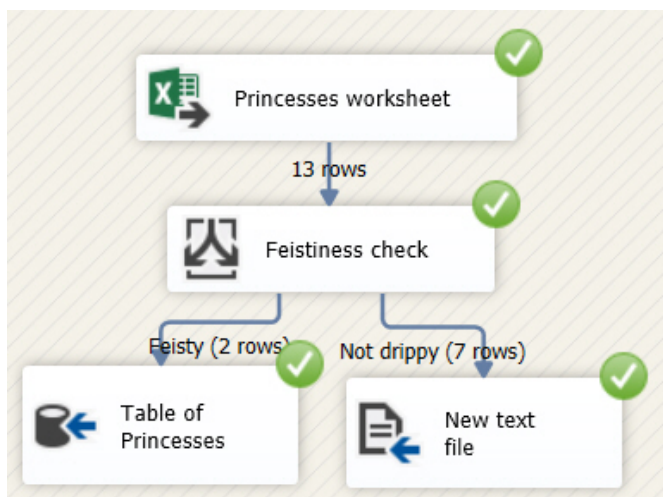 Princesses worksheet
13 rows
Feistiness check
Feisty (2 rows)
Not drippy (7 rows)
Table of
Princesses
New text
file